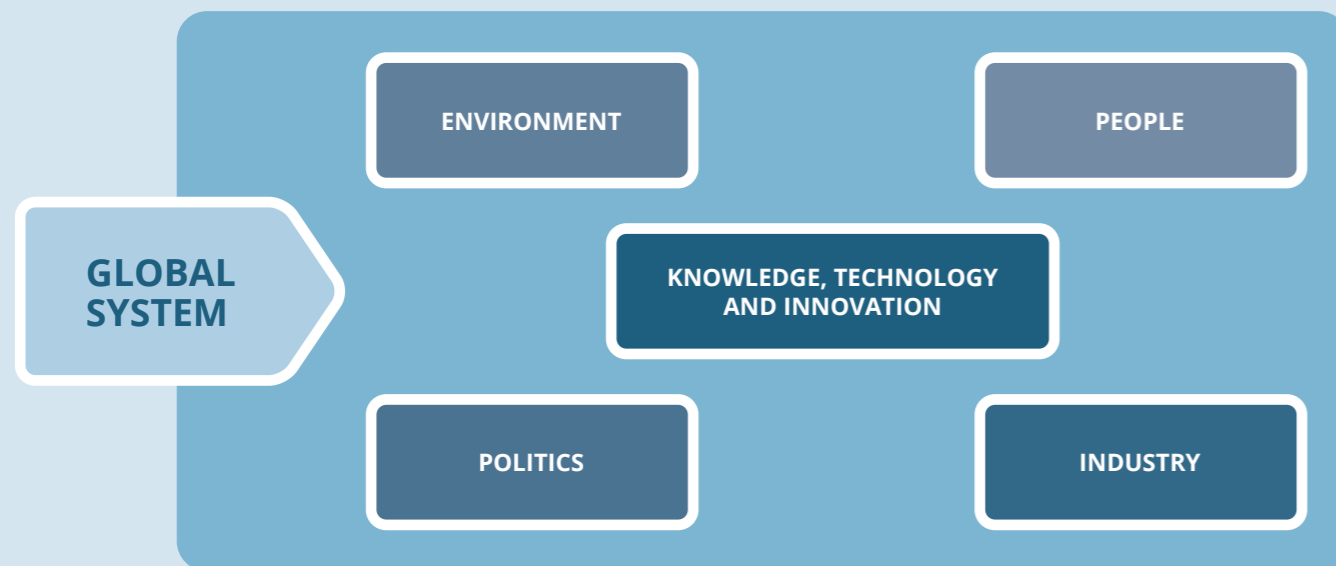 GLOBAL
SYSTEM
ENVIRONMENT
PEOPLE
KNOWLEDGE, TECHNOLOGY
AND INNOVATION
POLITICS
INDUSTRY